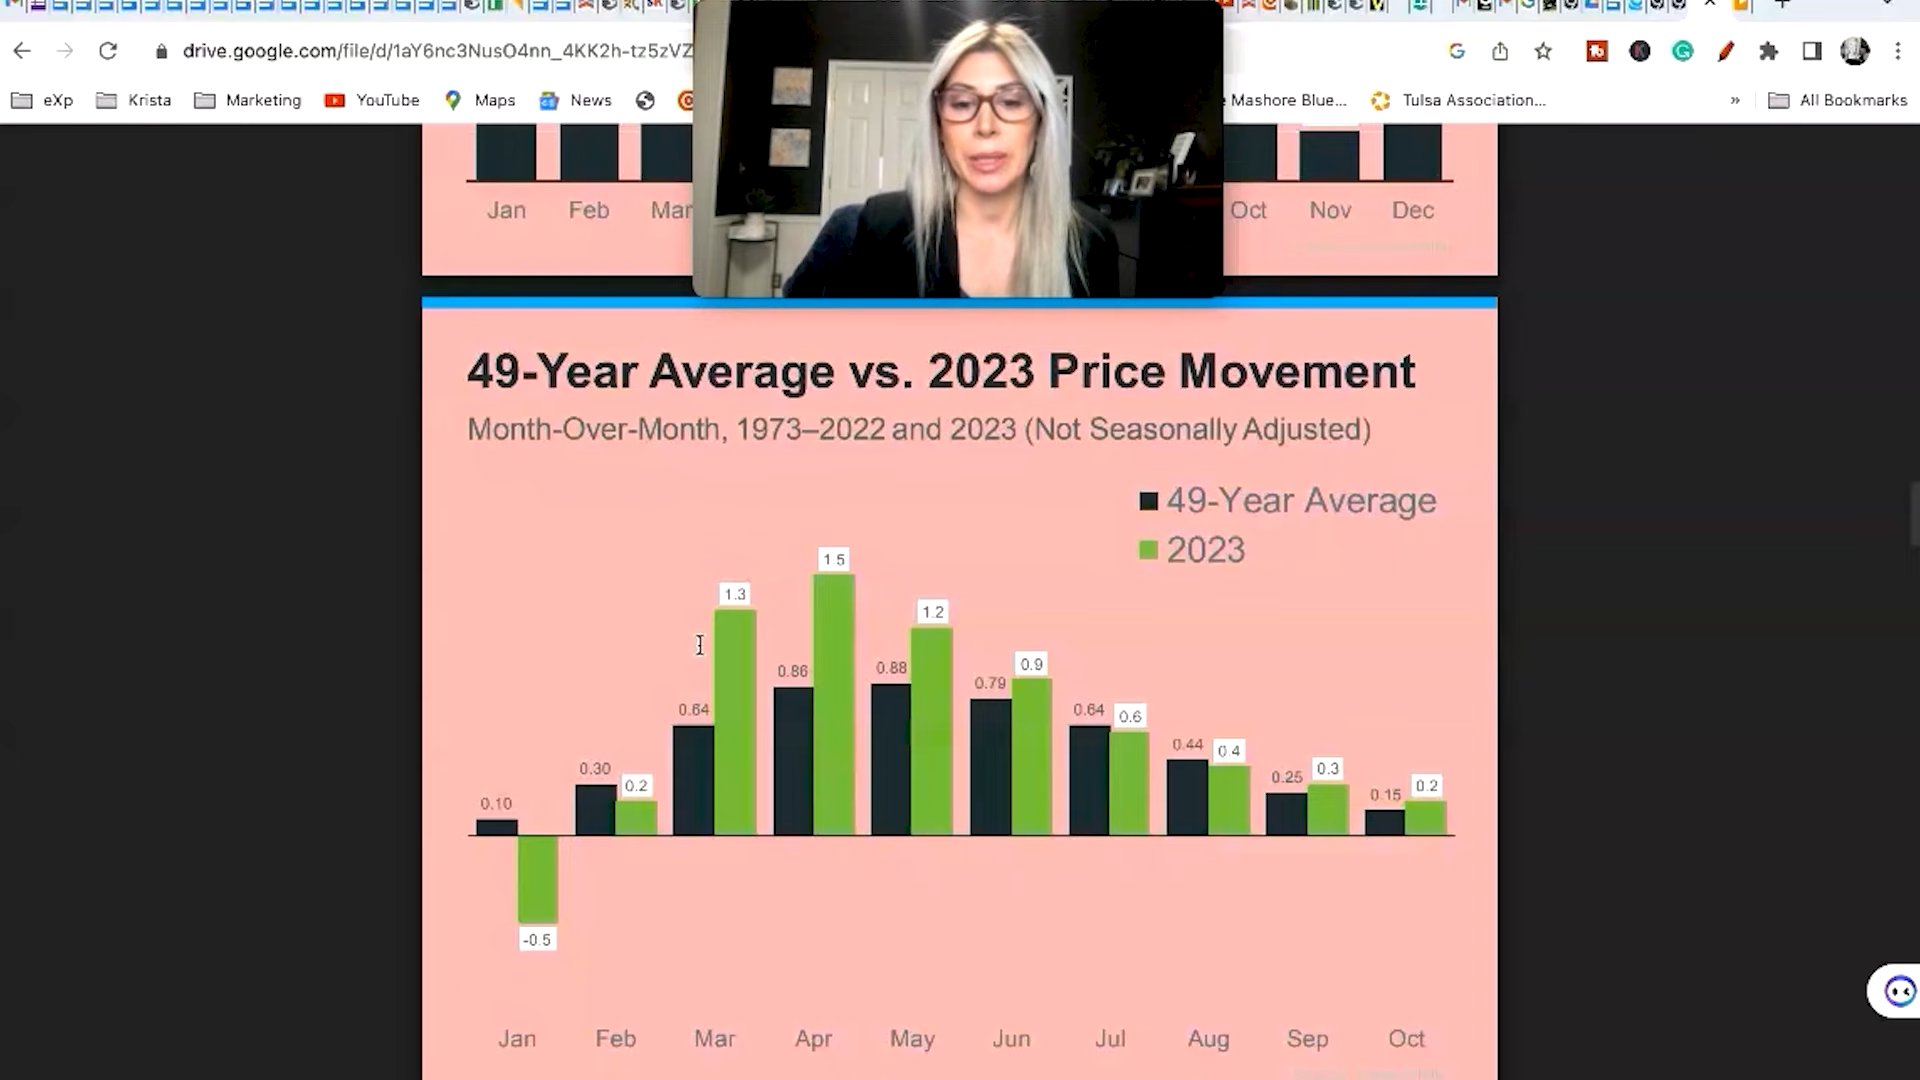 drive.google.com/file/d/1aY6nc3NusO4nn_4KK2h-tz5zVZ
eXp Krista Marketing YouTube Maps News Mashore Blue... Tulsa Association... » All Bookmarks
Jan Feb Mar Oct Nov Dec
49-Year Average vs. 2023 Price Movement
Month-Over-Month, 1973–2022 and 2023 (Not Seasonally Adjusted)
49-Year Average
2023
0.10 -0.5
0.30 0.2
0.64 1.3
0.86 1.5
0.88 1.2
0.79 0.9
0.64 0.6
0.44 0.4
0.25 0.3
0.15 0.2
Jan Feb Mar Apr May Jun Jul Aug Sep Oct